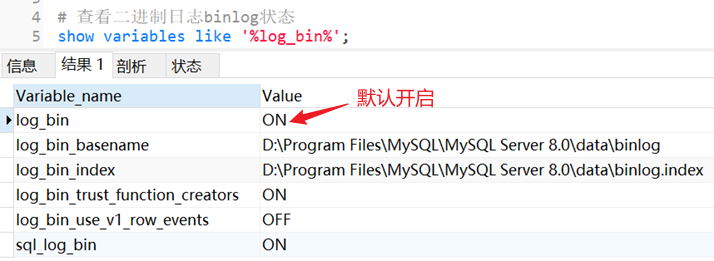 4 # 查看二进制日志binlog状态
5 show variables like '%log_bin%';
信息 结果 1 剖析 状态
Variable_name Value
log_bin ON 默认开启
log_bin_basename D:\Program Files\MySQL\MySQL Server 8.0\data\binlog
log_bin_index D:\Program Files\MySQL\MySQL Server 8.0\data\binlog.index
log_bin_trust_function_creators ON
log_bin_use_v1_row_events OFF
sql_log_bin ON